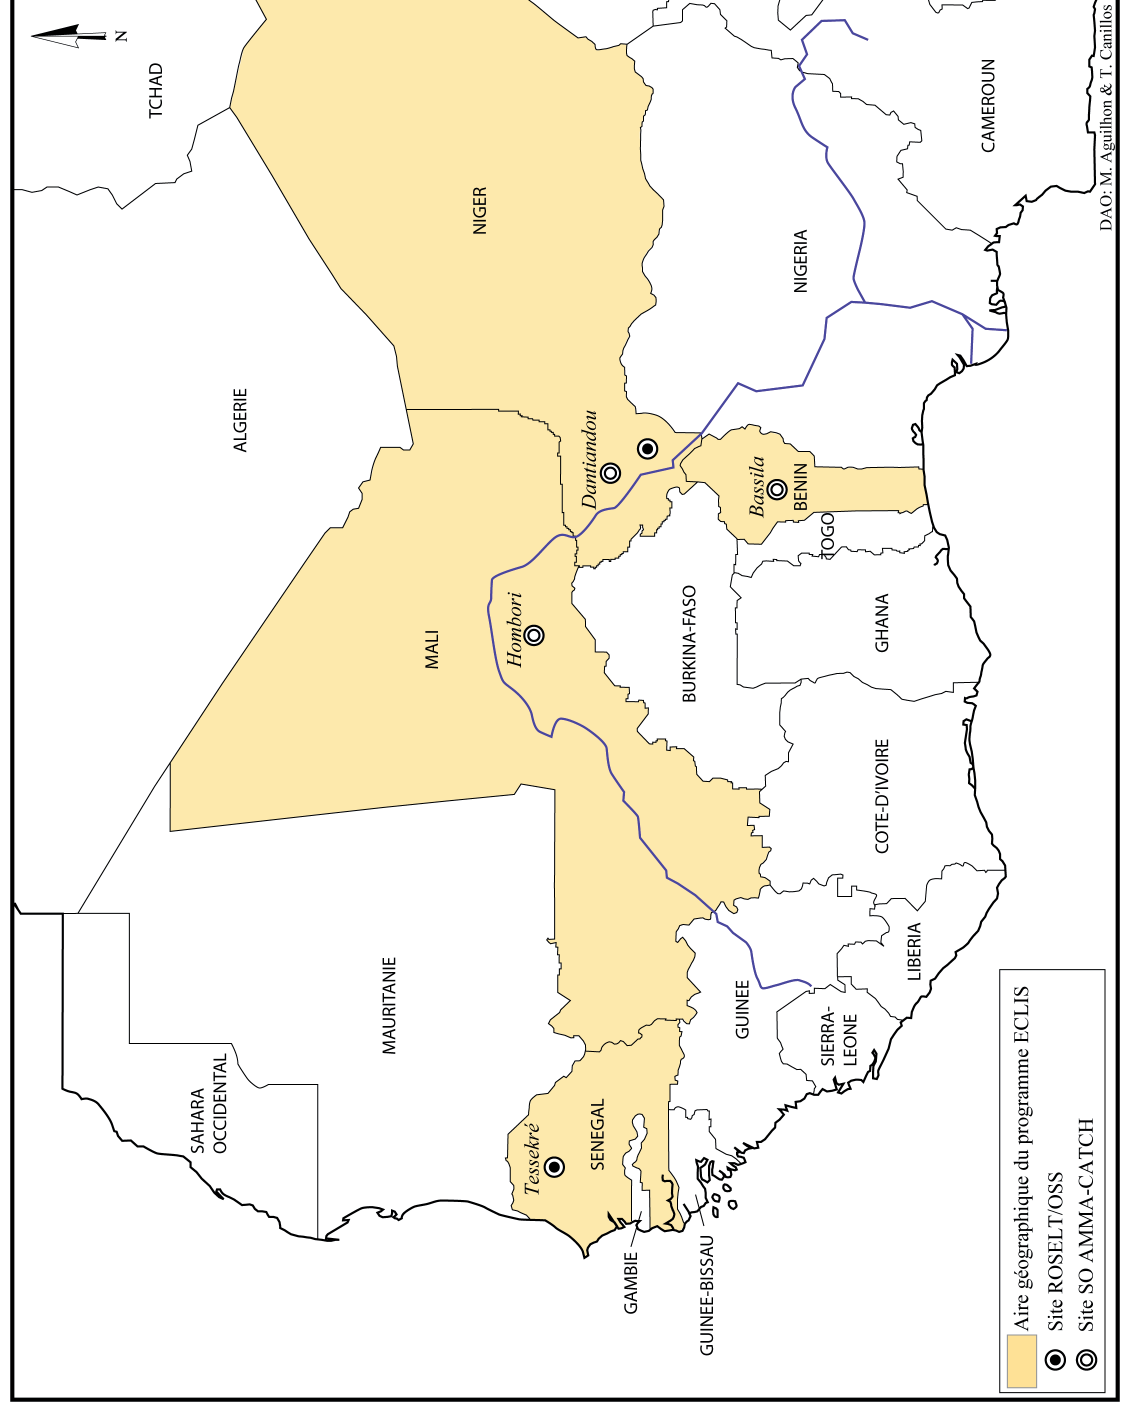 N
TCHAD
ALGERIE
NIGER
MALI
MAURITANIE
SAHARA
OCCIDENTAL
Tessekré
SENEGAL
GAMBIE
GUINEE-BISSAU
GUINEE
SIERRA-
LEONE
LIBERIA
COTE-D'IVOIRE
BURKINA-FASO
GHANA
TOGO
BENIN
Bassila
Dantiandou
Hombori
NIGERIA
CAMEROUN
Aire géographique du programme ECLIS
Site ROSELT/OSS
Site SO AMMA-CATCH
DAO: M. Aguilhon & T. Canillos